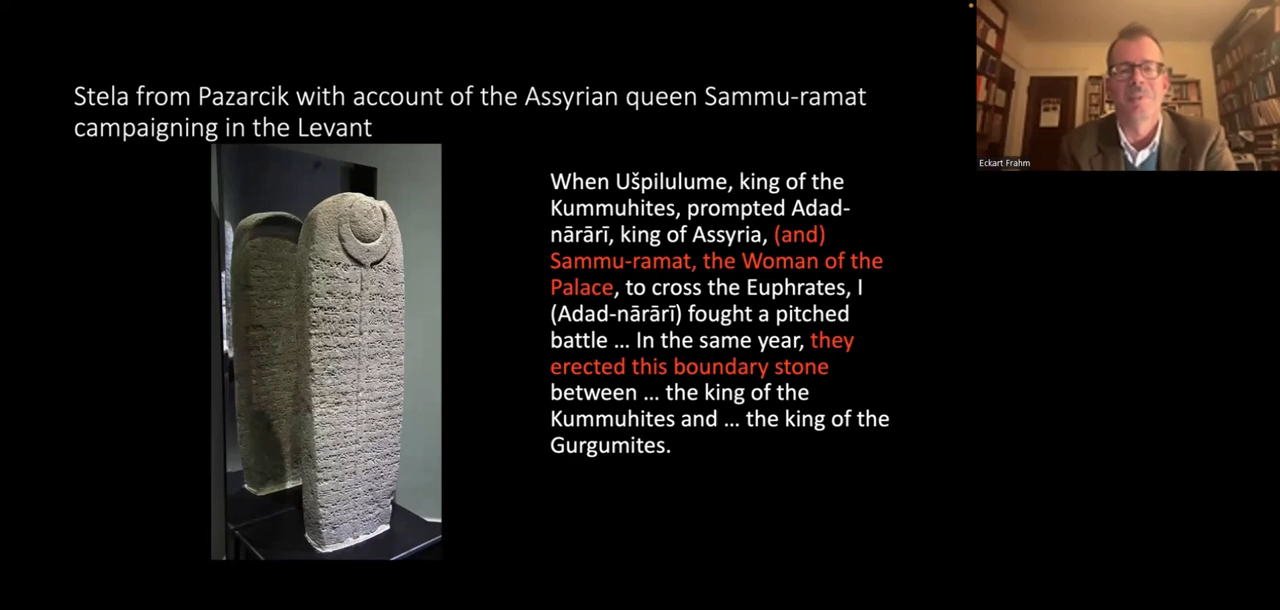 Stela from Pazarcik with account of the Assyrian queen Sammu-ramat
campaigning in the Levant
When Ušpilulume, king of the
Kummuhites, prompted Adad-
nārārī, king of Assyria, (and)
Sammu-ramat, the Woman of the
Palace, to cross the Euphrates, I
(Adad-nārārī) fought a pitched
battle … In the same year, they
erected this boundary stone
between … the king of the
Kummuhites and … the king of the
Gurgumites.
Eckart Frahm